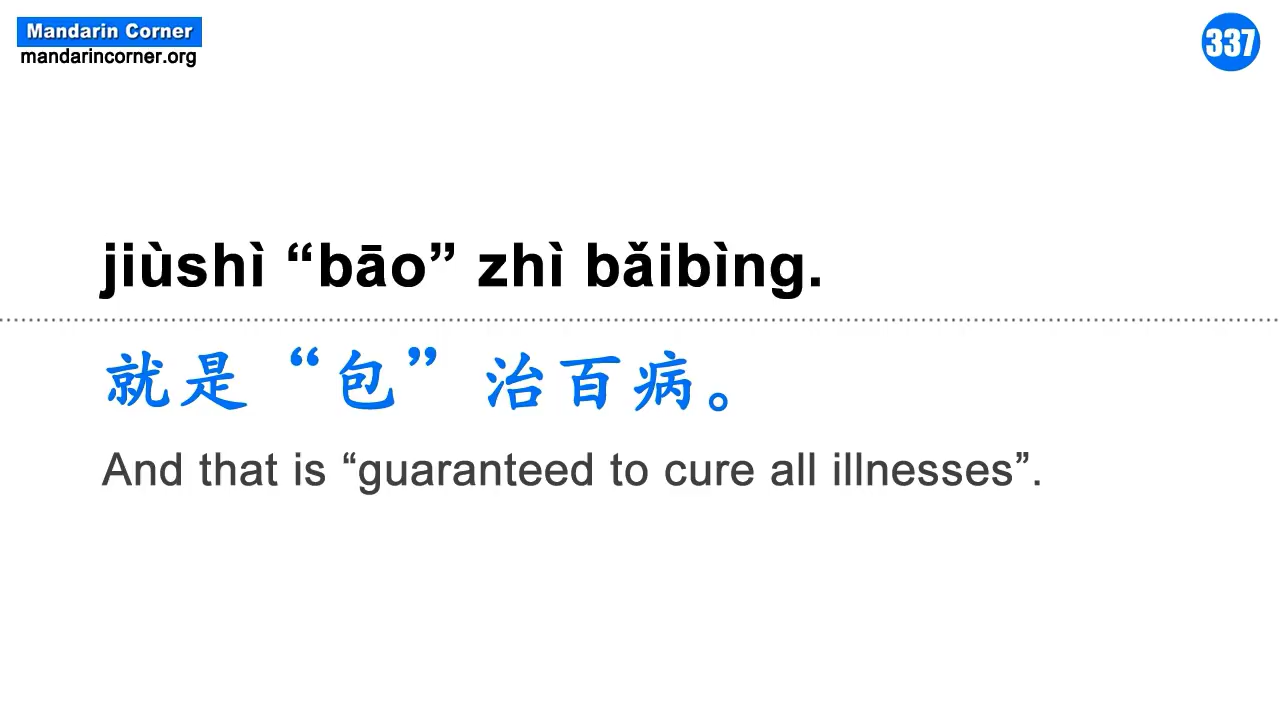 Mandarin Corner
mandarincorner.org
337
jiùshì “bāo” zhì bǎibìng.
就是“包”治百病。
And that is “guaranteed to cure all illnesses”.